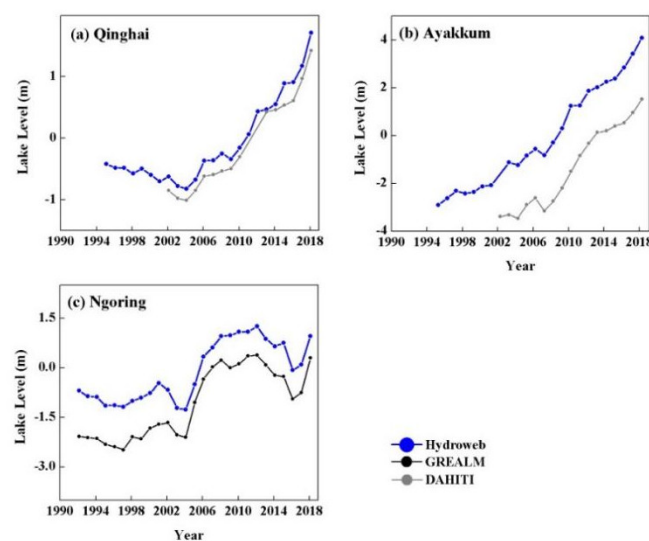 (a) Qinghai
Lake Level (m)
1
0
-1
1990 1994 1998 2002 2006 2010 2014 2018
(b) Ayakkum
Lake Level (m)
4
2
0
-2
-4
1990 1994 1998 2002 2006 2010 2014 2018
Year
(c) Ngoring
Lake Level (m)
1.5
0.0
-1.5
-3.0
1990 1994 1998 2002 2006 2010 2014 2018
Year
Hydroweb
GREALM
DAHITI